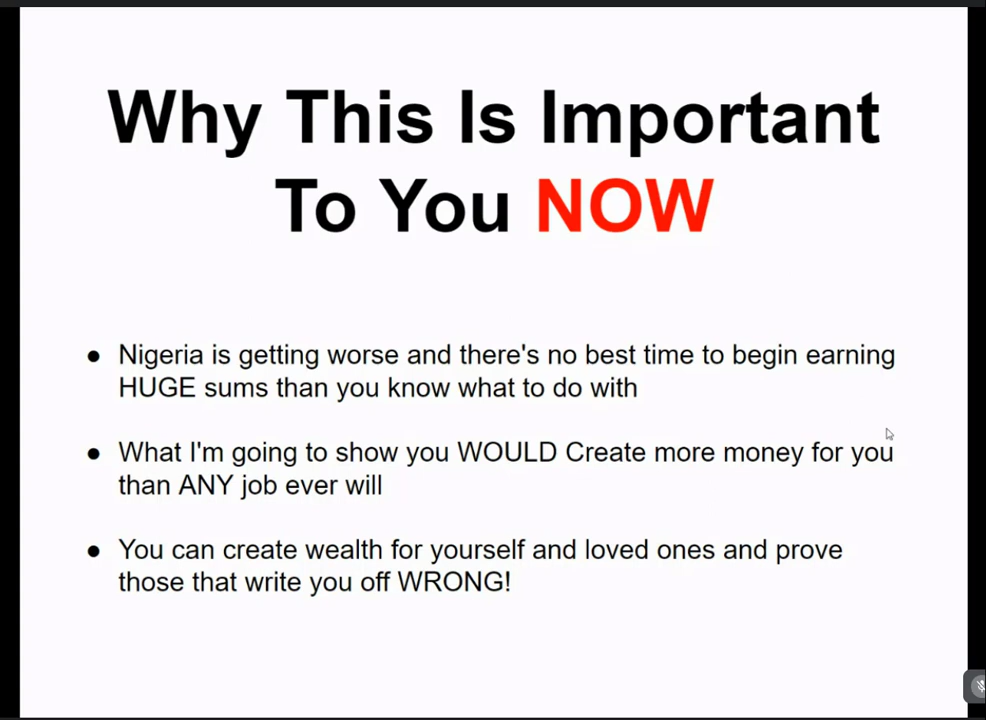 Why This Is Important
To You NOW
● Nigeria is getting worse and there's no best time to begin earning
HUGE sums than you know what to do with
● What I'm going to show you WOULD Create more money for you
than ANY job ever will
● You can create wealth for yourself and loved ones and prove
those that write you off WRONG!